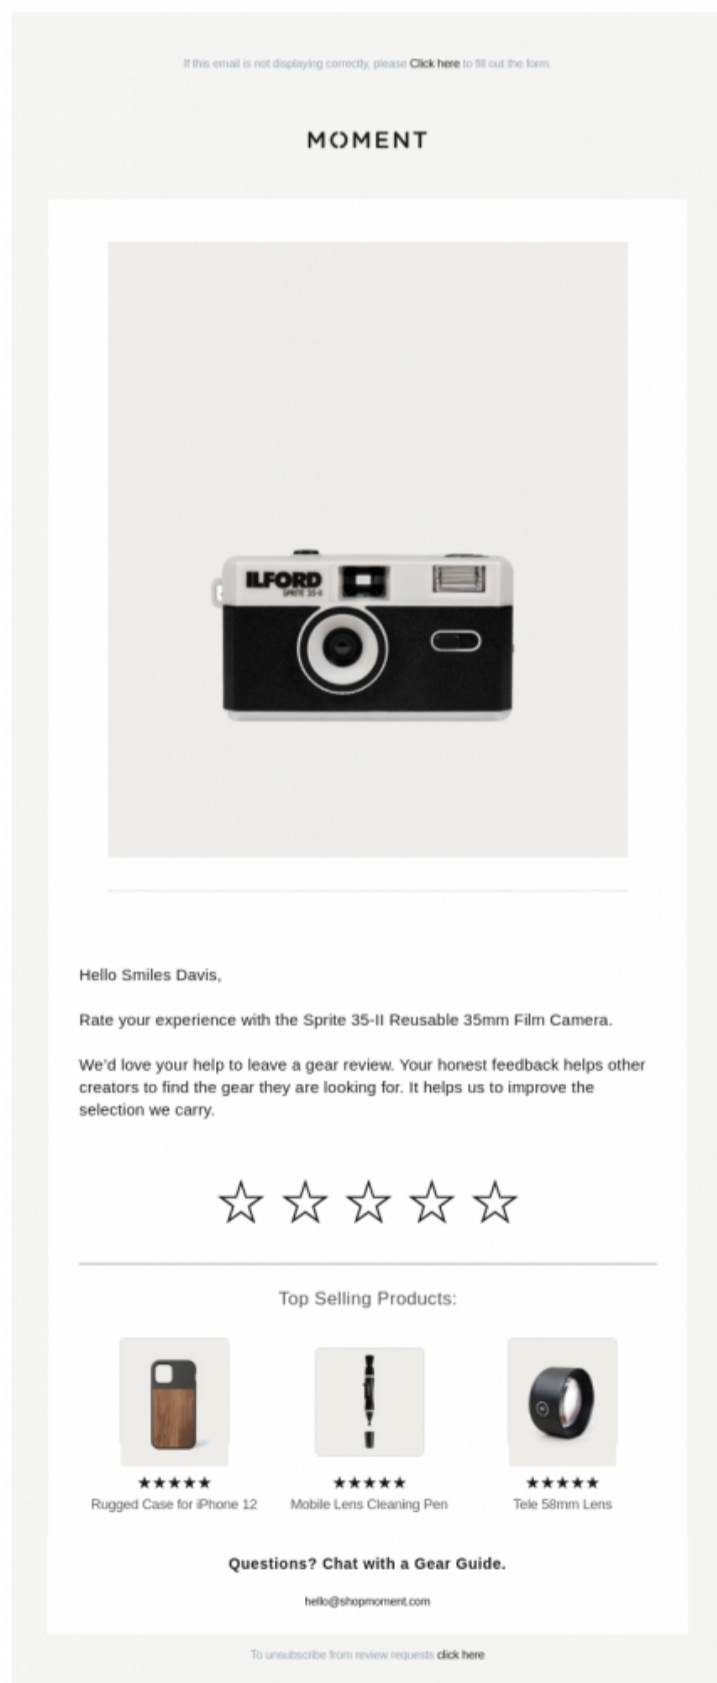 If this email is not displaying correctly, please Click here to fill out the form.
MOMENT
ILFORD
SPRITE 35-II
Hello Smiles Davis,
Rate your experience with the Sprite 35-II Reusable 35mm Film Camera.
We'd love your help to leave a gear review. Your honest feedback helps other
creators to find the gear they are looking for. It helps us to improve the
selection we carry.
Top Selling Products:
Rugged Case for iPhone 12
Mobile Lens Cleaning Pen
Tele 58mm Lens
Questions? Chat with a Gear Guide.
hello@shopmoment.com
To unsubscribe from review requests click here